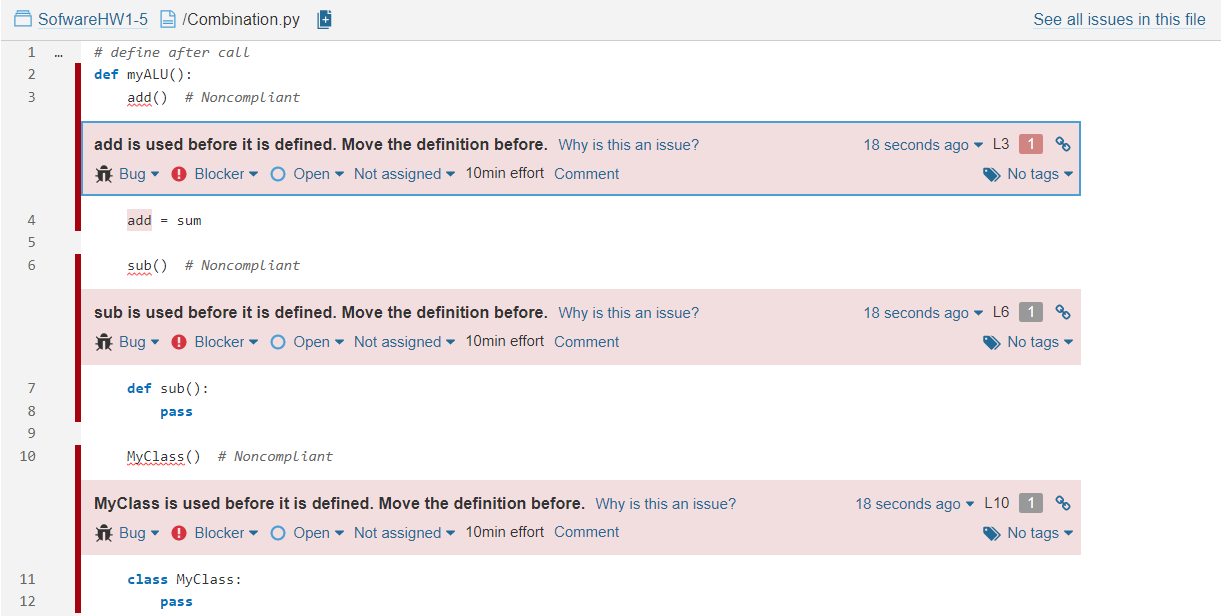 SofwareHW1-5 /Combination.py See all issues in this file
1 … # define after call
2 def myALU():
3 add() # Noncompliant
add is used before it is defined. Move the definition before. Why is this an issue? 18 seconds ago L3 1
Bug Blocker Open Not assigned 10min effort Comment No tags
4 add = sum
5
6 sub() # Noncompliant
sub is used before it is defined. Move the definition before. Why is this an issue? 18 seconds ago L6 1
Bug Blocker Open Not assigned 10min effort Comment No tags
7 def sub():
8 pass
9
10 MyClass() # Noncompliant
MyClass is used before it is defined. Move the definition before. Why is this an issue? 18 seconds ago L10 1
Bug Blocker Open Not assigned 10min effort Comment No tags
11 class MyClass:
12 pass